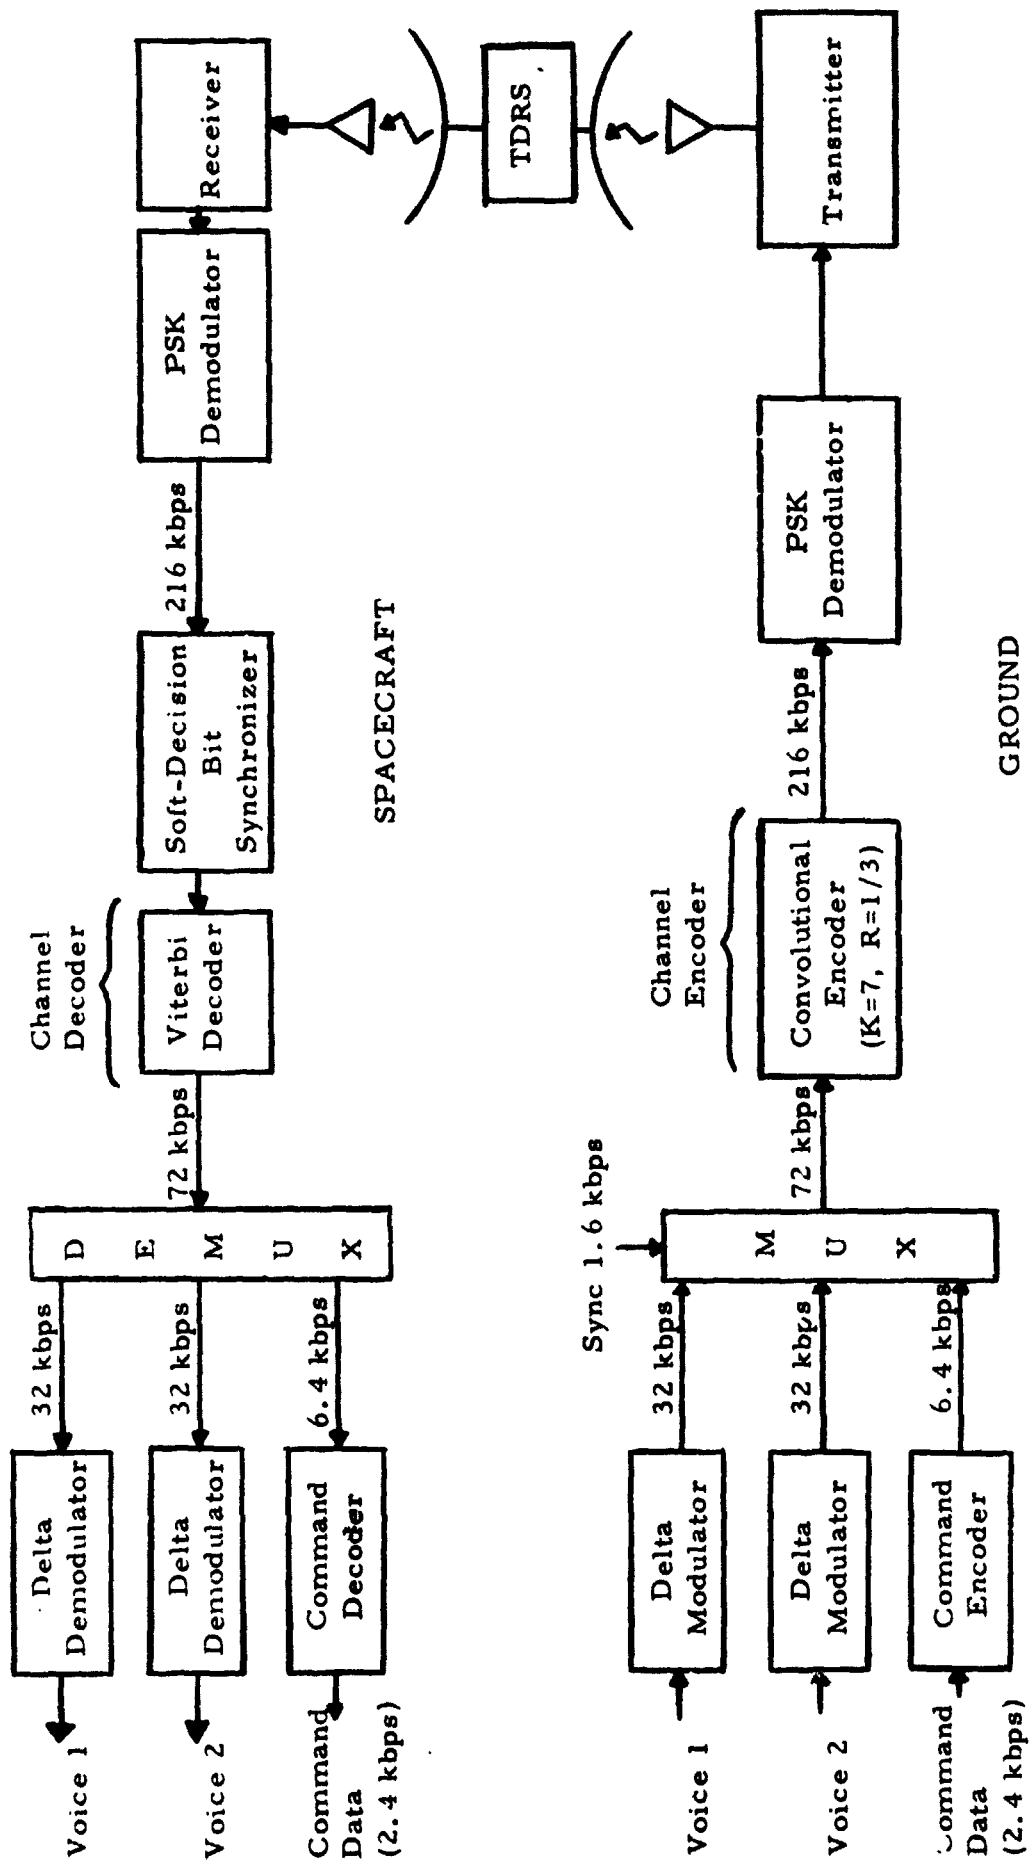 Voice 1
Voice 2
Command
Data
(2.4 kbps)
Delta
Demodulator
Delta
Demodulator
Command
Decoder
32 kbps
32 kbps
6.4 kbps
D
E
M
U
X
72 kbps
Channel
Decoder
Viterbi
Decoder
Soft-Decision
Bit
Synchronizer
216 kbps
PSK
Demodulator
Receiver
SPACECRAFT
TDRS
Voice 1
Voice 2
Command
Data
(2.4 kbps)
Delta
Modulator
Delta
Modulator
Command
Encoder
32 kbps
32 kbps
6.4 kbps
Sync 1.6 kbps
M
U
X
72 kbps
Channel
Encoder
Convolutional
Encoder
(K=7, R=1/3)
216 kbps
PSK
Demodulator
Transmitter
GROUND